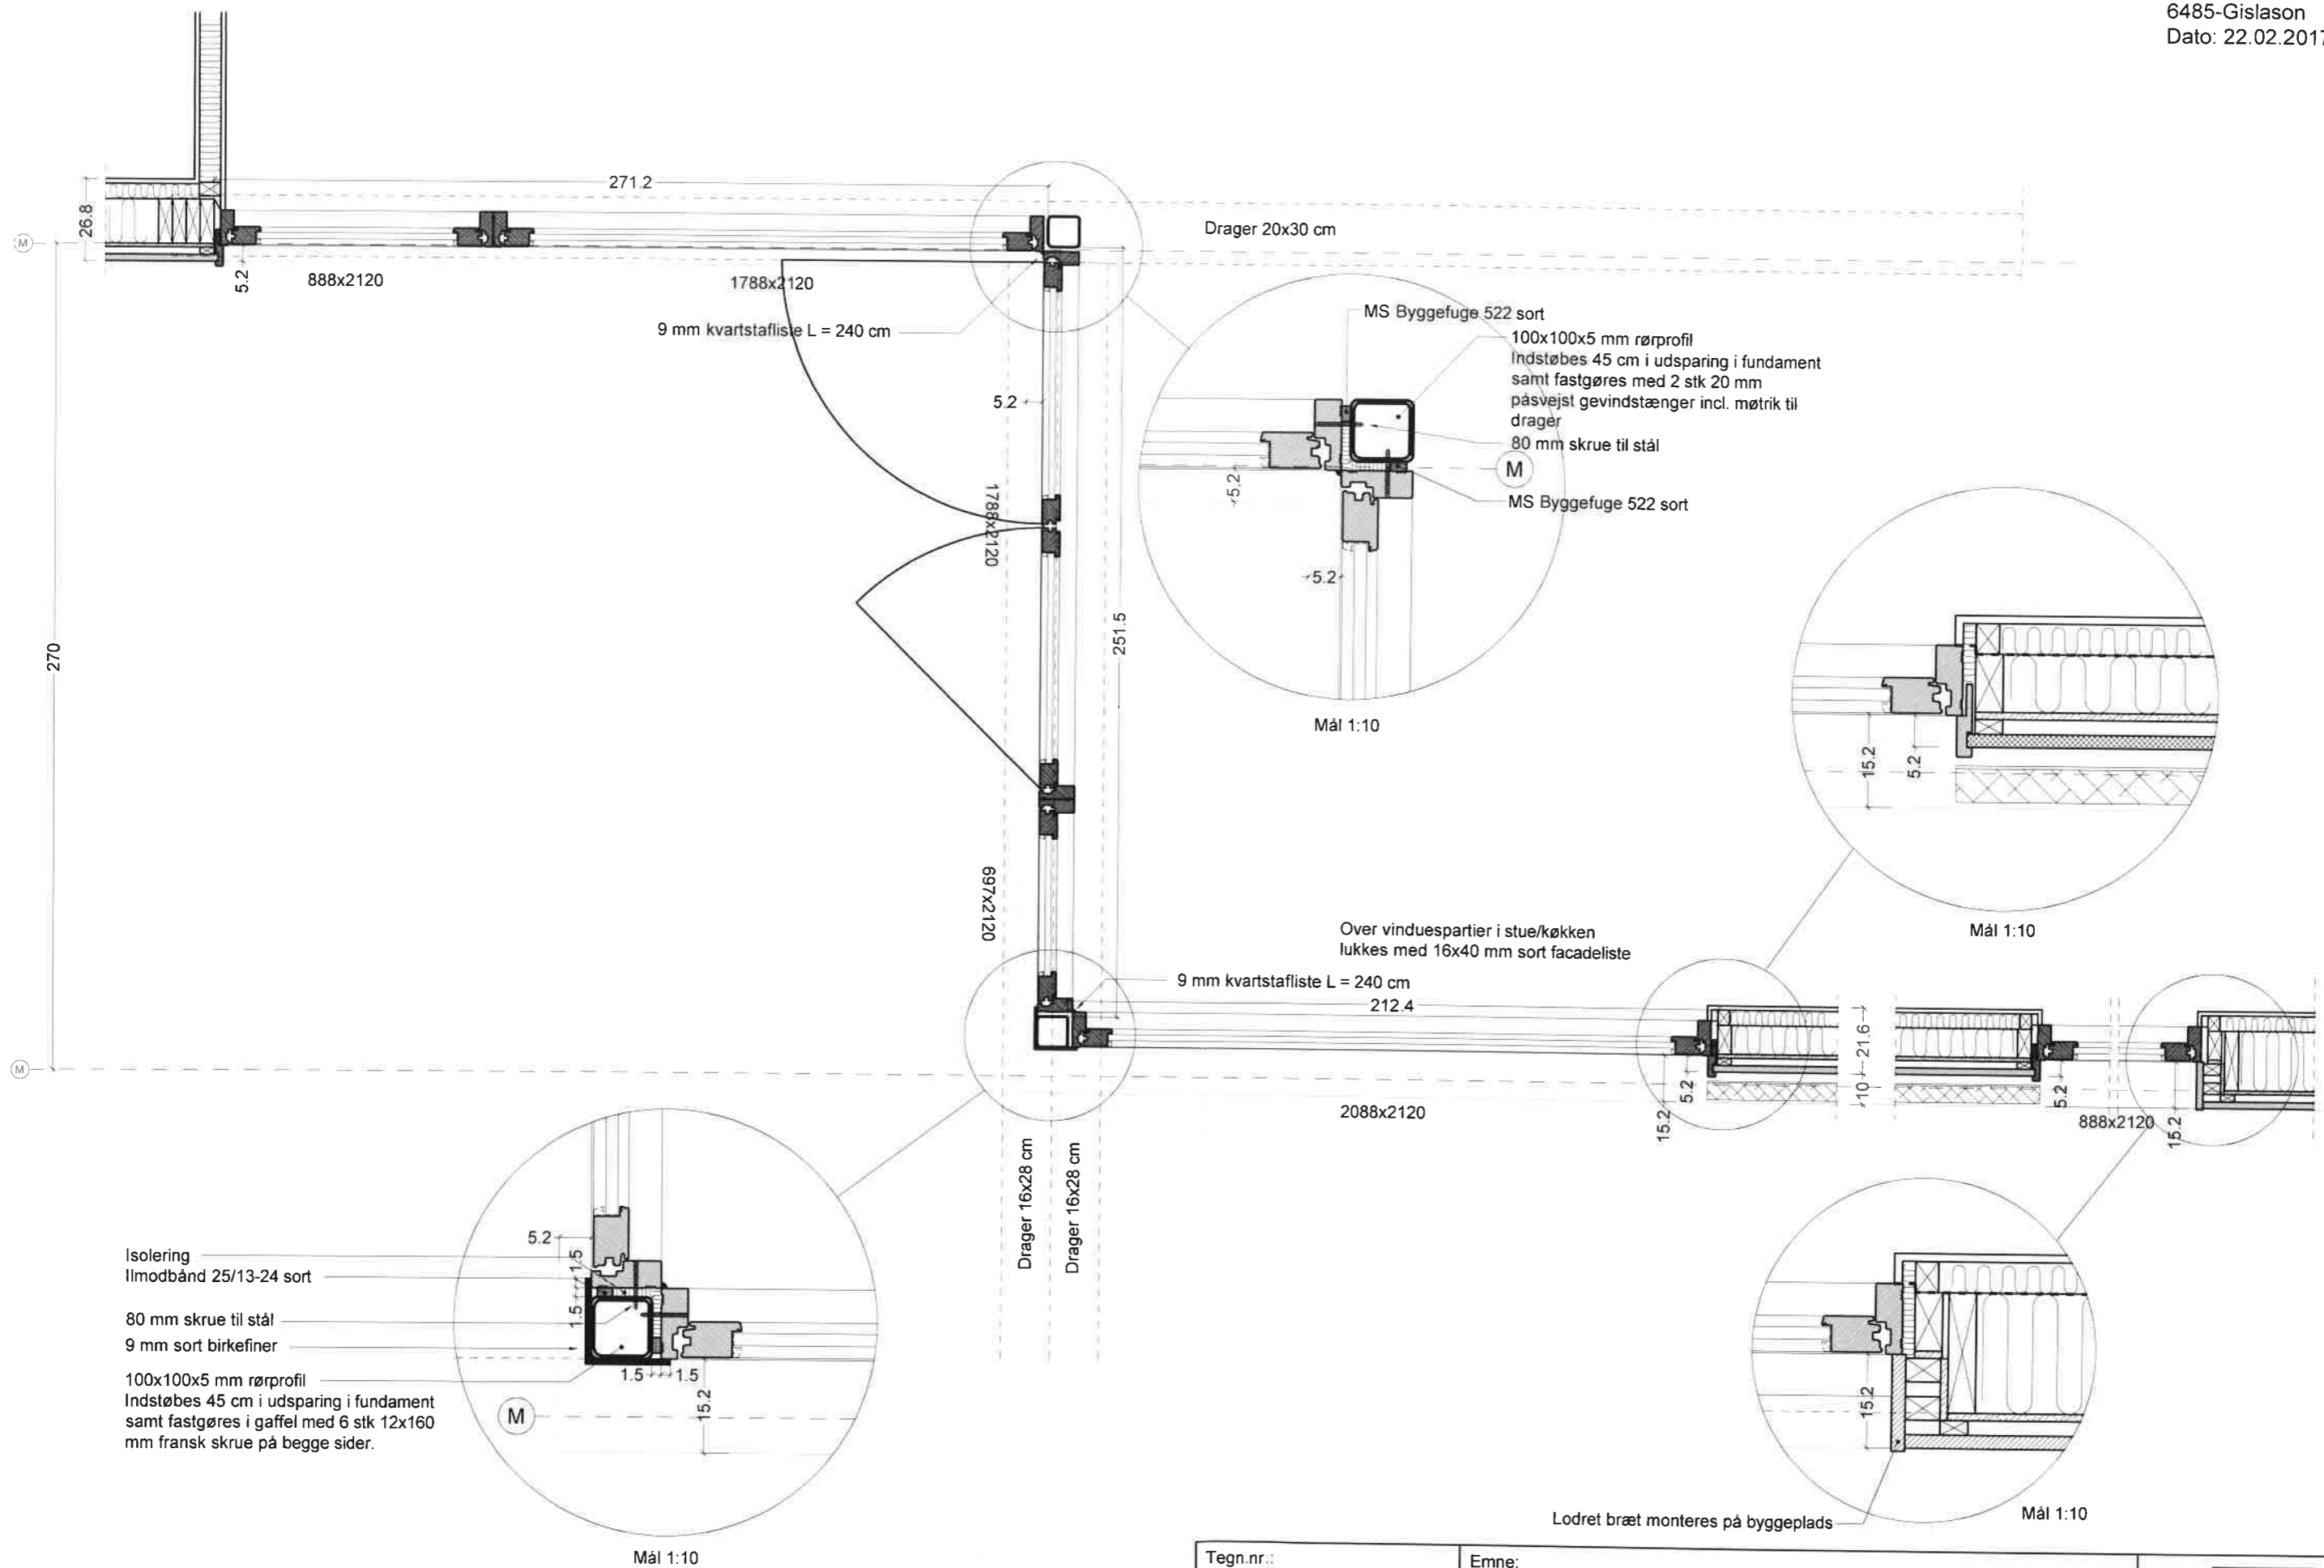 6485-Gislason
Dato: 22.02.2017
271.2
26.8
M
5.2
888x2120
1788x2120
Drager 20x30 cm
9 mm kvartstafliste L = 240 cm
5.2
1788x2120
251.5
270
MS Byggefuge 522 sort
100x100x5 mm rørprofil
Indstøbes 45 cm i udsparing i fundament
samt fastgøres med 2 stk 20 mm
påsvejst gevindstænger incl. møtrik til
drager
80 mm skrue til stål
M
MS Byggefuge 522 sort
5.2
5.2
Mål 1:10
15.2
5.2
Mål 1:10
697x2120
Over vinduespartier i stue/køkken
lukkes med 16x40 mm sort facadeliste
9 mm kvartstafliste L = 240 cm
212.4
M
2088x2120
15.2
5.2
21.6
10
5.2
888x2120
15.2
Drager 16x28 cm
Drager 16x28 cm
5.2
1.5
1.5
Isolering
Ilmodbånd 25/13-24 sort
80 mm skrue til stål
9 mm sort birkefiner
100x100x5 mm rørprofil
Indstøbes 45 cm i udsparing i fundament
samt fastgøres i gaffel med 6 stk 12x160
mm fransk skrue på begge sider.
1.5
1.5
15.2
M
Mål 1:10
15.2
Lodret bræt monteres på byggeplads
Mål 1:10
Tegn.nr.:
Emne: